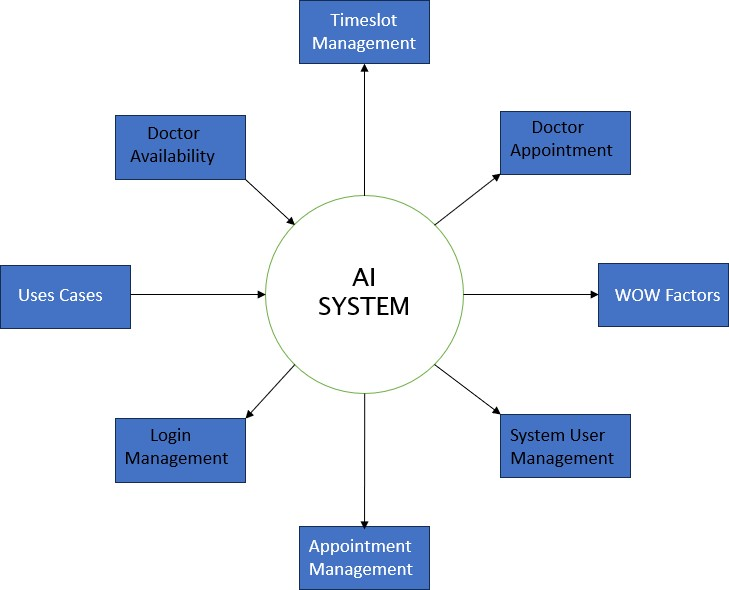 Timeslot
Management
Doctor
Availability
Doctor
Appointment
AI
SYSTEM
Uses Cases
WOW Factors
Login
Management
System User
Management
Appointment
Management